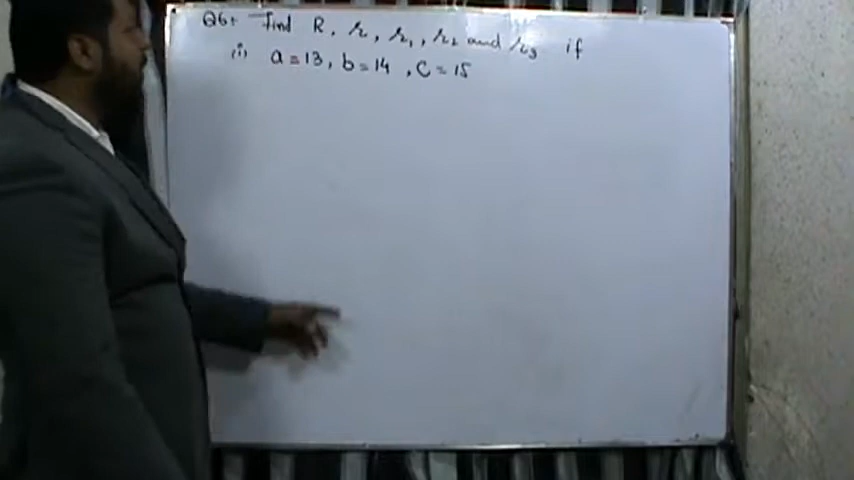 Q6: Find R, r, r₁, r₂ and r₃ if
(i) a = 13, b = 14, c = 15